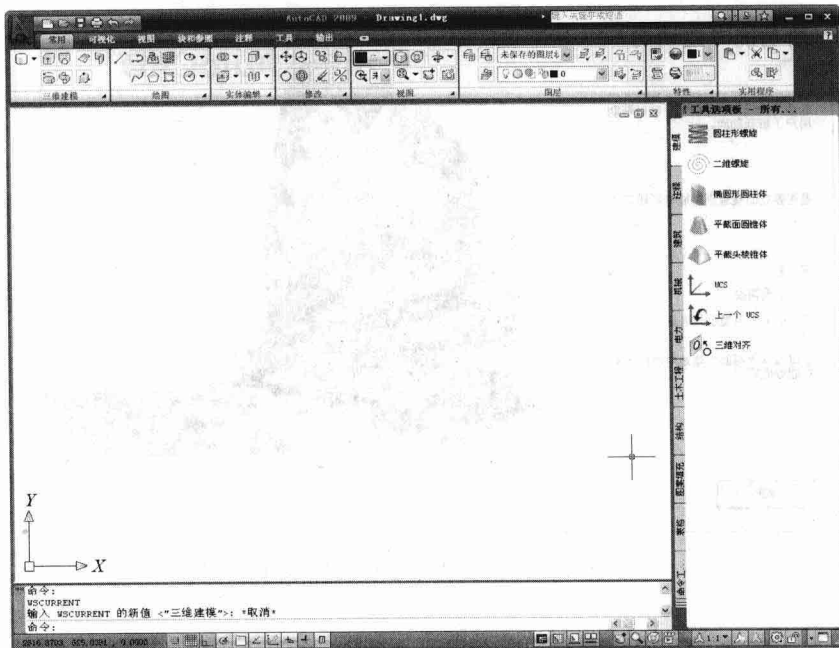 AutoCAD 2009 Drawing1.dwg 键入关键字或短语
常用 可视化 视图 块和参照 注释 工具 输出
未保存的图层
0
三维建模 绘图 实体编辑 修改 视图 图层 特性 实用程序
工具选项板 - 所有...
建模
注释
建筑
机械
电力
土木工程
结构
图案填充
表格
命令工
圆柱形螺旋
二维螺旋
椭圆形圆柱体
平截面圆锥体
平截头棱锥体
UCS
上一个 UCS
三维对齐
Y
X
命令:
WSCURRENT
输入 WSCURRENT 的新值 <"三维建模">: *取消*
命令:
1:1